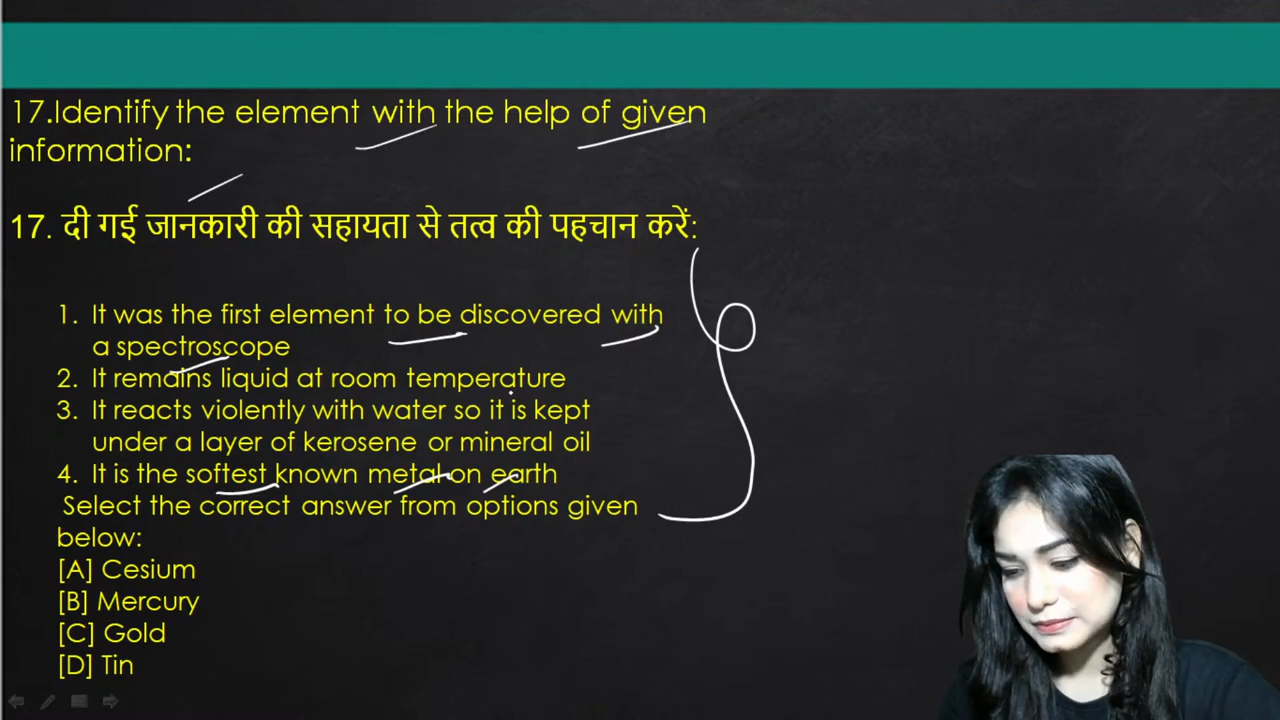 17.Identify the element with the help of given
information:
17. दी गई जानकारी की सहायता से तत्व की पहचान करें:
1. It was the first element to be discovered with
a spectroscope
2. It remains liquid at room temperature
3. It reacts violently with water so it is kept
under a layer of kerosene or mineral oil
4. It is the softest known metal on earth
Select the correct answer from options given
below:
[A] Cesium
[B] Mercury
[C] Gold
[D] Tin